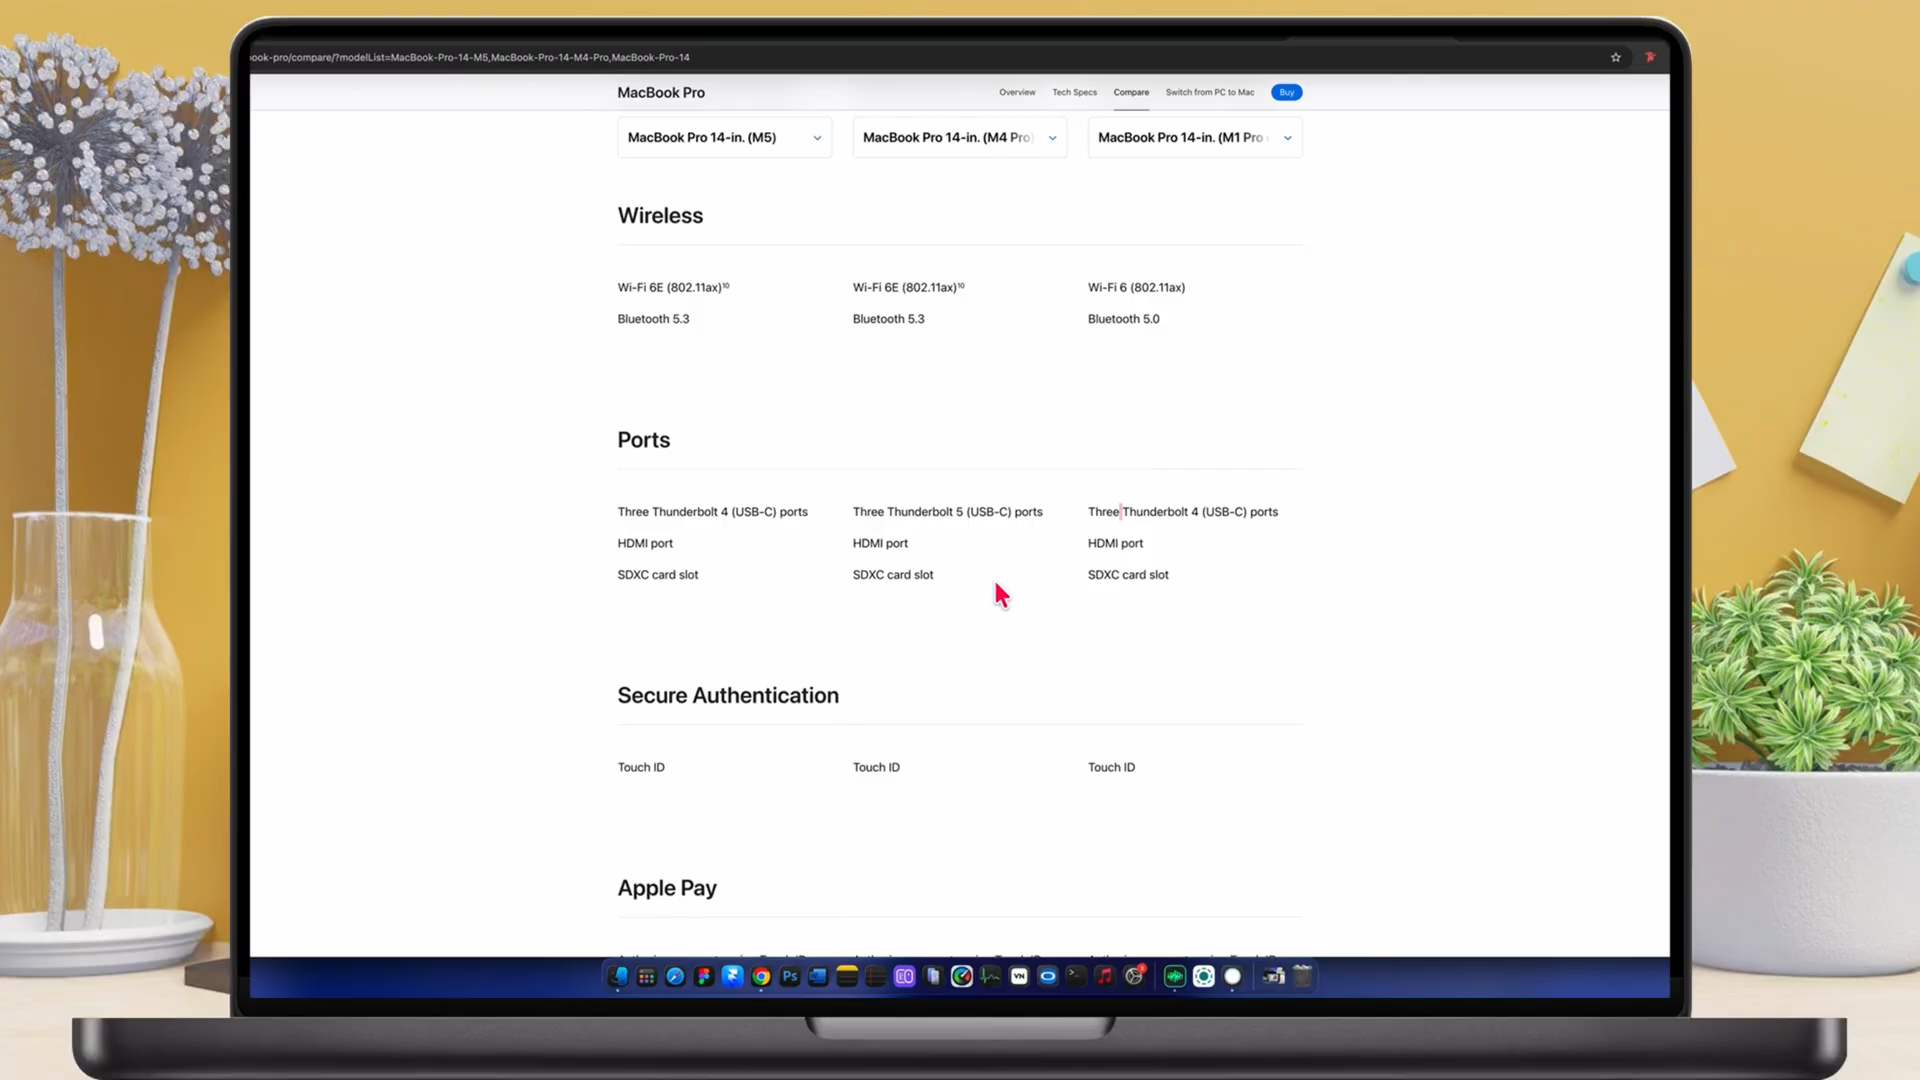 ook-pro/compare/?modelList=MacBook-Pro-14-M5,MacBook-Pro-14-M4-Pro,MacBook-Pro-14
MacBook Pro
Overview Tech Specs Compare Switch from PC to Mac Buy
MacBook Pro 14-in. (M5) MacBook Pro 14-in. (M4 Pro) MacBook Pro 14-in. (M1 Pro
Wireless
Wi-Fi 6E (802.11ax)¹⁰ Wi-Fi 6E (802.11ax)¹⁰ Wi-Fi 6 (802.11ax)
Bluetooth 5.3 Bluetooth 5.3 Bluetooth 5.0
Ports
Three Thunderbolt 4 (USB-C) ports Three Thunderbolt 5 (USB-C) ports Three Thunderbolt 4 (USB-C) ports
HDMI port HDMI port HDMI port
SDXC card slot SDXC card slot SDXC card slot
Secure Authentication
Touch ID Touch ID Touch ID
Apple Pay
Ps VN